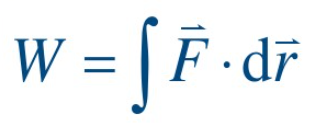 W = ∫ F⃗ · dr⃗